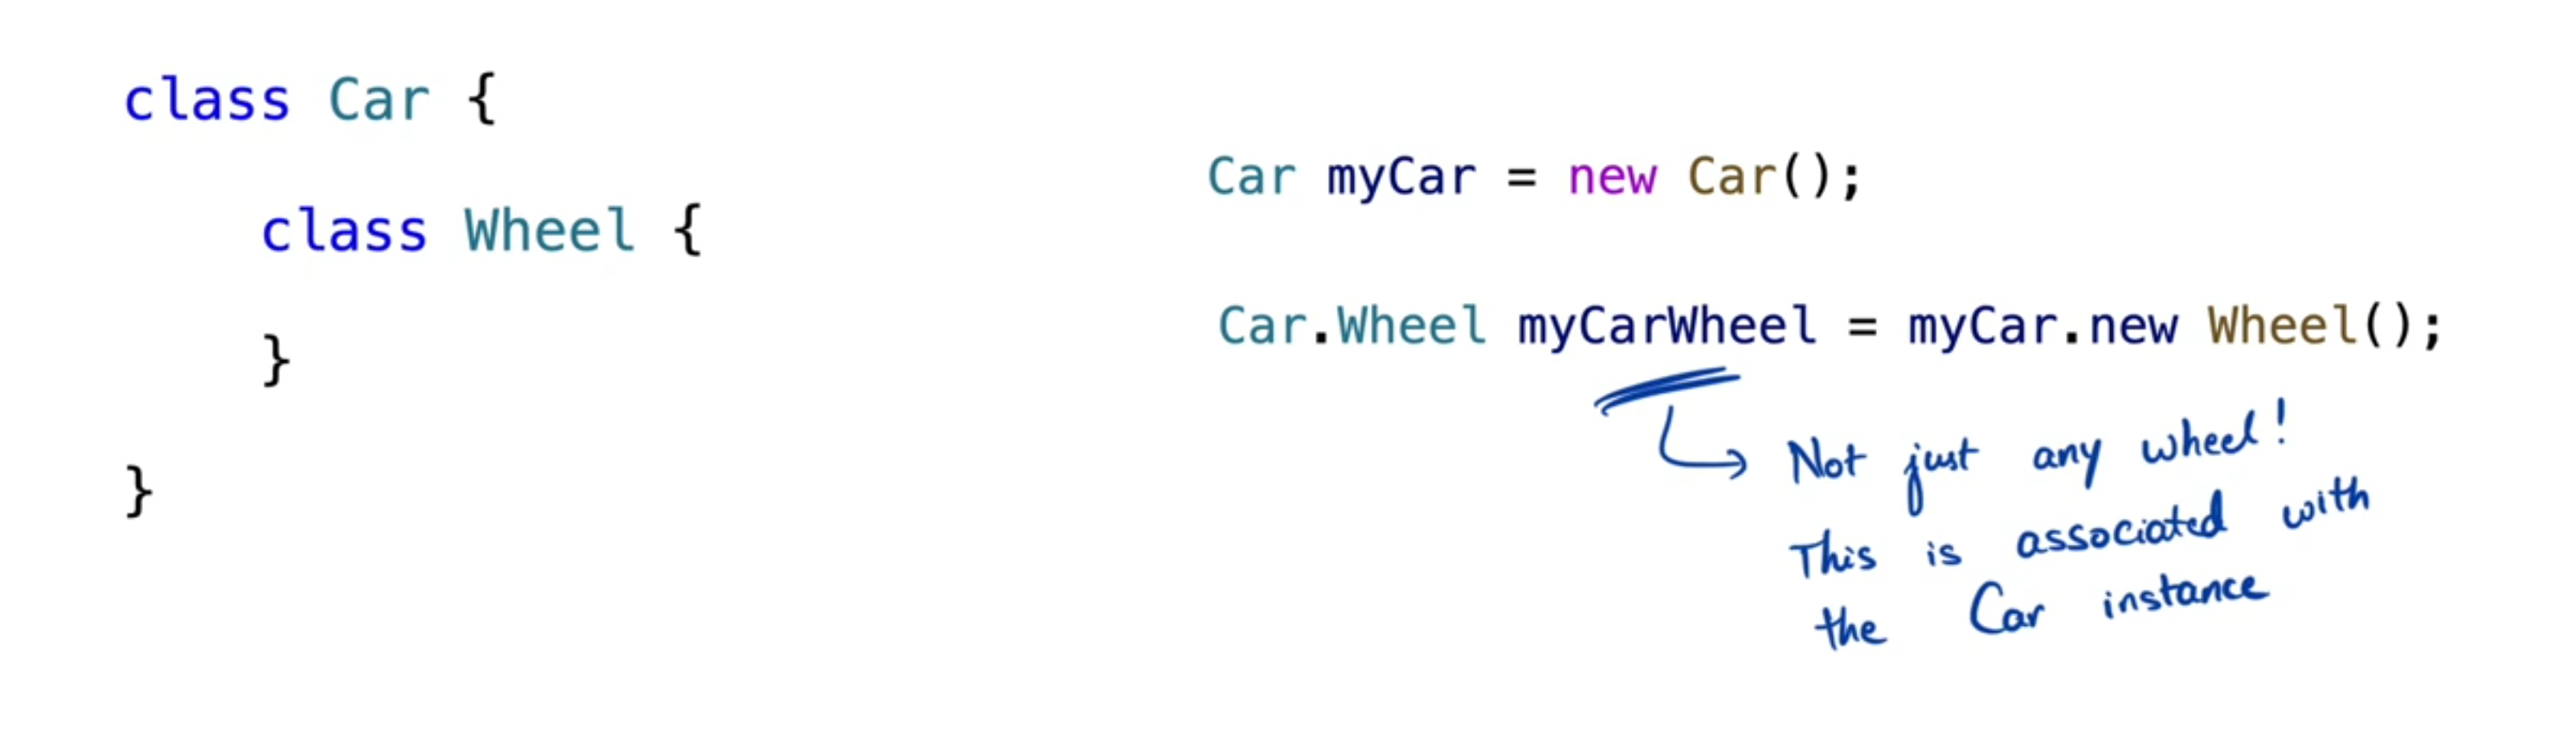 class Car {
class Wheel {
}
}
Car myCar = new Car();
Car.Wheel myCarWheel = myCar.new Wheel();
Not just any wheel!
This is associated with
the Car instance